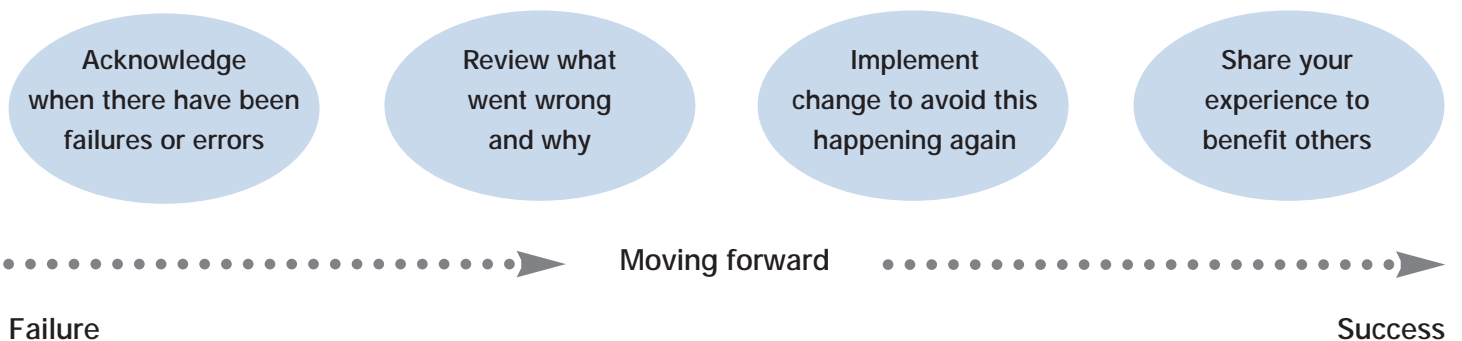 Acknowledge
when there have been
failures or errors
Review what
went wrong
and why
Implement
change to avoid this
happening again
Share your
experience to
benefit others
Moving forward
Failure
Success